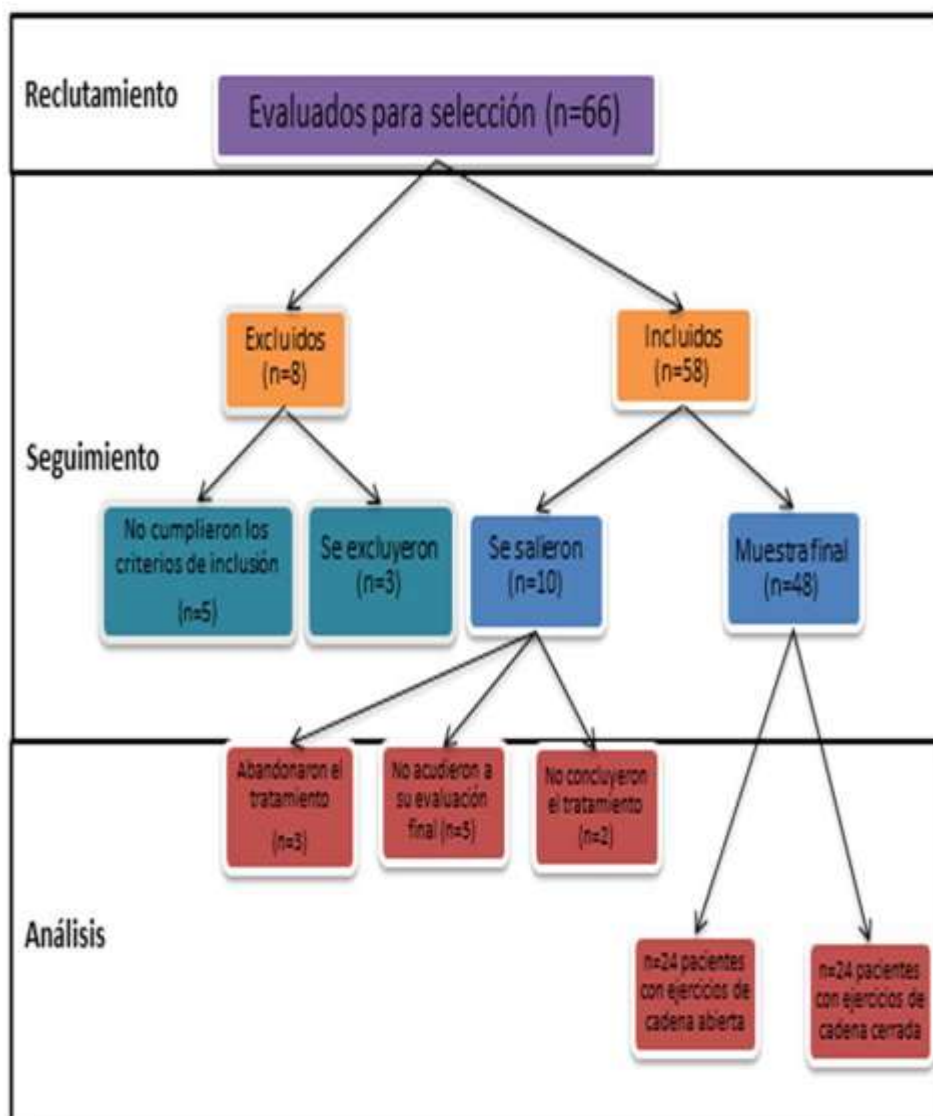 Reclutamiento
Evaluados para selección (n=66)
Excluidos
(n=8)
Incluidos
(n=58)
Seguimiento
No cumplieron los
criterios de inclusión
(n=5)
Se excluyeron
(n=3)
Se salieron
(n=10)
Muestra final
(n=48)
Abandonaron el
tratamiento
(n=3)
No acudieron a
su evaluación
final (n=5)
No concluyeron
el tratamiento
(n=2)
Análisis
n=24 pacientes
con ejercicios de
cadena abierta
n=24 pacientes
con ejercicios de
cadena cerrada